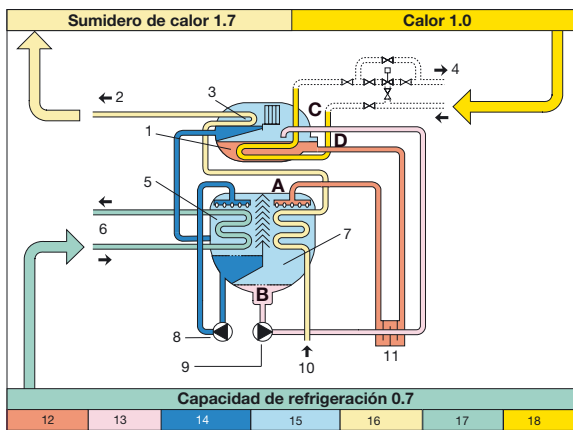 Sumidero de calor 1.7
Calor 1.0
2
3
4
C
1
D
A
5
6
7
B
8
9
10
11
Capacidad de refrigeración 0.7
12 13 14 15 16 17 18